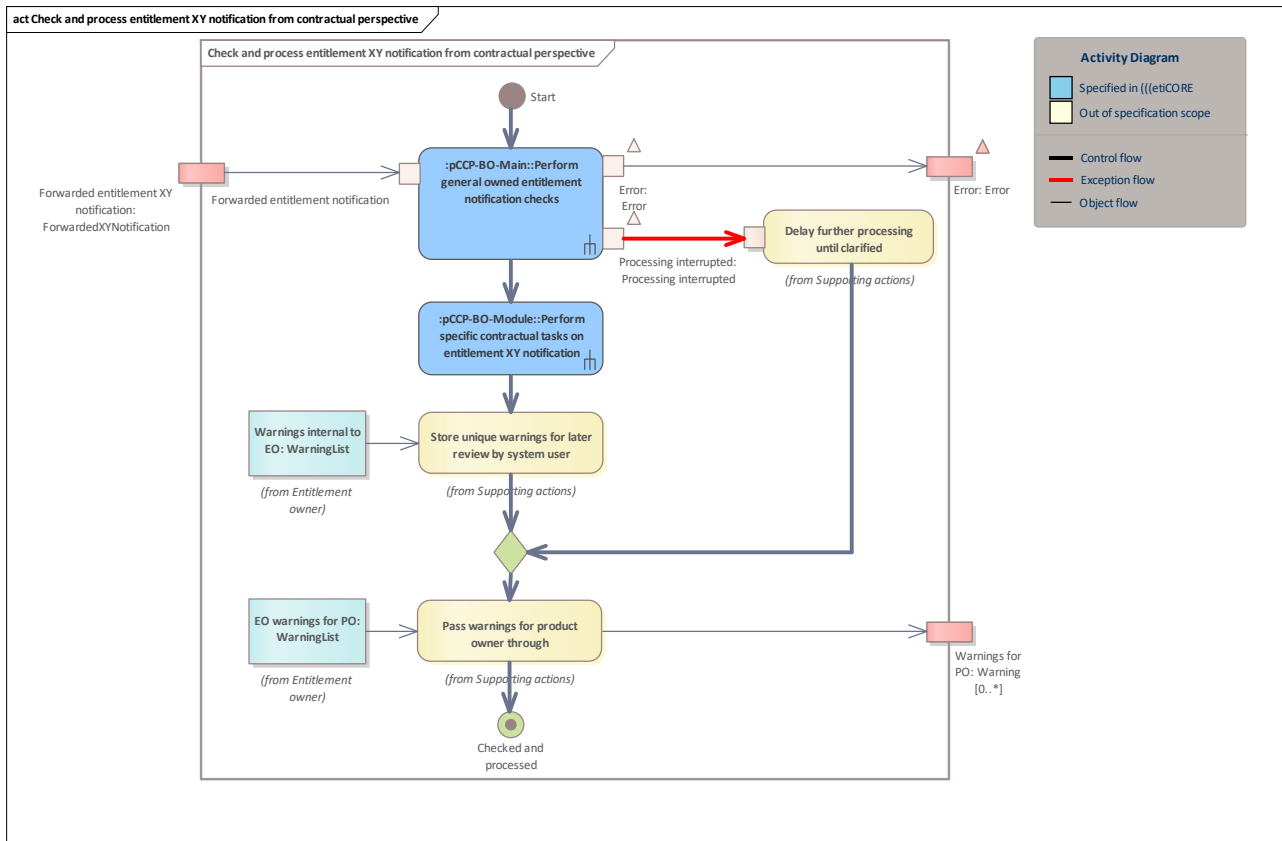 act Check and process entitlement XY notification from contractual perspective
Check and process entitlement XY notification from contractual perspective
Activity Diagram
Specified in (((etiCORE
Out of specification scope
Control flow
Exception flow
Object flow
Start
:pCCP-BO-Main::Perform
general owned entitlement
notification checks
Forwarded entitlement XY
notification:
ForwardedXYNotification
Forwarded entitlement notification
Error:
Error
Error: Error
Processing interrupted:
Processing interrupted
Delay further processing
until clarified
(from Supporting actions)
:pCCP-BO-Module::Perform
specific contractual tasks on
entitlement XY notification
Warnings internal to
EO: WarningList
(from Entitlement
owner)
Store unique warnings for later
review by system user
(from Supporting actions)
EO warnings for PO:
WarningList
(from Entitlement
owner)
Pass warnings for product
owner through
(from Supporting actions)
Warnings for
PO: Warning
[0..*]
Checked and
processed